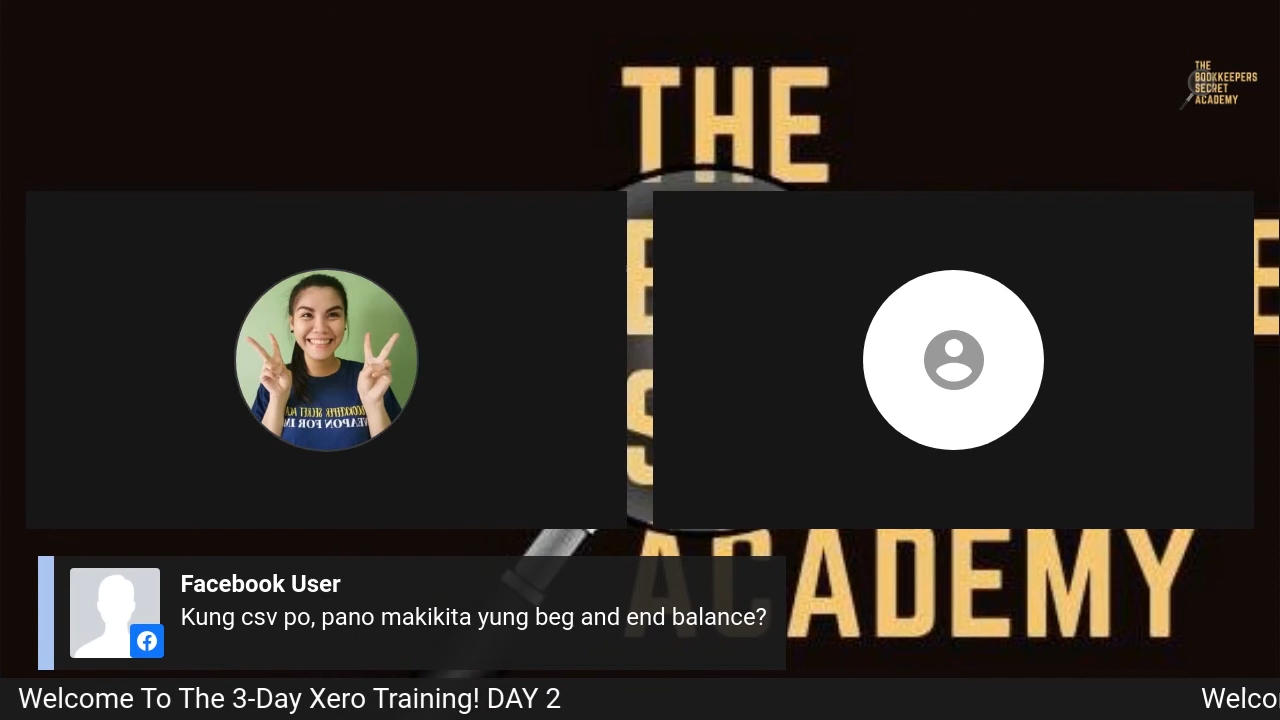 THE
THE
BOOKKEEPERS
SECRET
ACADEMY
E
S
ACADEMY
Facebook User
Kung csv po, pano makikita yung beg and end balance?
Welcome To The 3-Day Xero Training! DAY 2